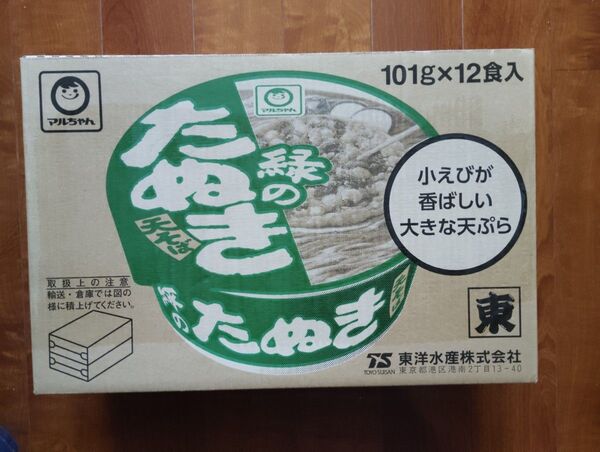 マルちゃん
101g×12食入
マルちゃん
緑の
たぬき
天そば
小えびが
香ばしい
大きな天ぷら
緑の
たぬき
取扱上の注意
輸送・倉庫では図の
様に積上げてください。
東
TS
TOYO SUISAN
東洋水産株式会社
東京都港区港南2丁目13-40